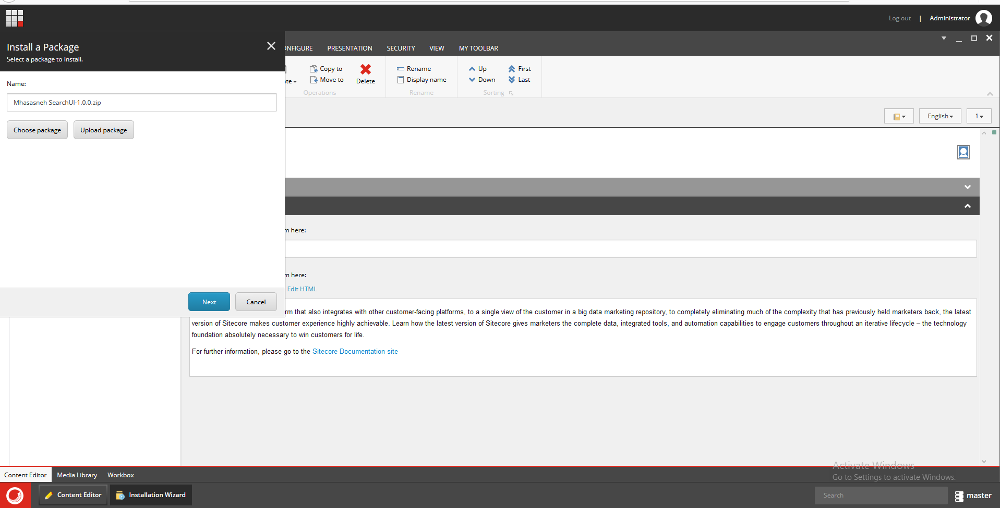 Log out | Administrator
Install a Package
Select a package to install.
Name:
Mhasasneh SearchUI-1.0.0.zip
Choose package
Upload package
Next
Cancel
NFIGURE
PRESENTATION
SECURITY
VIEW
MY TOOLBAR
te
Copy to
Move to
Delete
Operations
Rename
Display name
Rename
Up
Down
First
Last
Sorting
English
1
m here:
m here:
Edit HTML
rm that also integrates with other customer-facing platforms, to a single view of the customer in a big data marketing repository, to completely eliminating much of the complexity that has previously held marketers back, the latest
version of Sitecore makes customer experience highly achievable. Learn how the latest version of Sitecore gives marketers the complete data, integrated tools, and automation capabilities to engage customers throughout an iterative lifecycle – the technology
foundation absolutely necessary to win customers for life.
For further information, please go to the Sitecore Documentation site
Activate Windows
Go to Settings to activate Windows.
Content Editor
Media Library
Workbox
Content Editor
Installation Wizard
Search
master